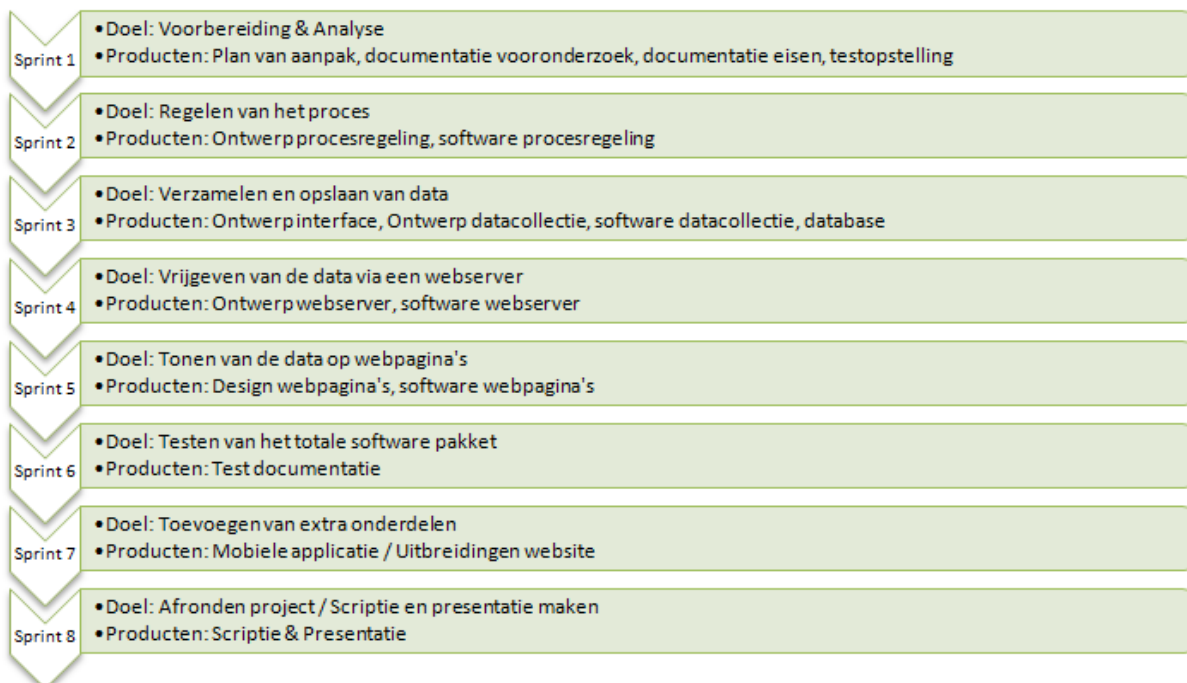 Sprint 1
•Doel: Voorbereiding & Analyse
•Producten: Plan van aanpak, documentatie vooronderzoek, documentatie eisen, testopstelling
Sprint 2
•Doel: Regelen van het proces
•Producten: Ontwerp procesregeling, software procesregeling
Sprint 3
•Doel: Verzamelen en opslaan van data
•Producten: Ontwerp interface, Ontwerp datacollectie, software datacollectie, database
Sprint 4
•Doel: Vrijgeven van de data via een webserver
•Producten: Ontwerp webserver, software webserver
Sprint 5
•Doel: Tonen van de data op webpagina's
•Producten: Design webpagina's, software webpagina's
Sprint 6
•Doel: Testen van het totale software pakket
•Producten: Test documentatie
Sprint 7
•Doel: Toevoegen van extra onderdelen
•Producten: Mobiele applicatie / Uitbreidingen website
Sprint 8
•Doel: Afronden project / Scriptie en presentatie maken
•Producten: Scriptie & Presentatie